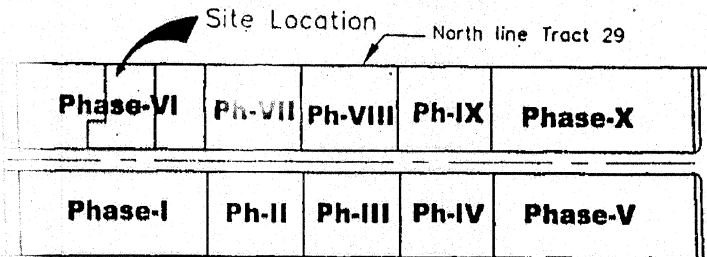 Site Location
North line Tract 29
Phase-VI Ph-VII Ph-VIII Ph-IX Phase-X
Phase-I Ph-II Ph-III Ph-IV Phase-V